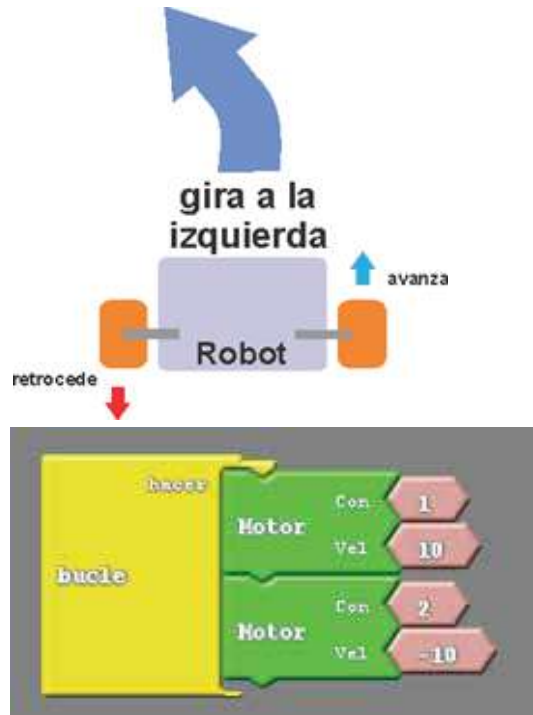 gira a la
izquierda
avanza
Robot
retrocede
hacer
Motor
Con 1
Vel 10
bucle
Motor
Con 2
Vel -10